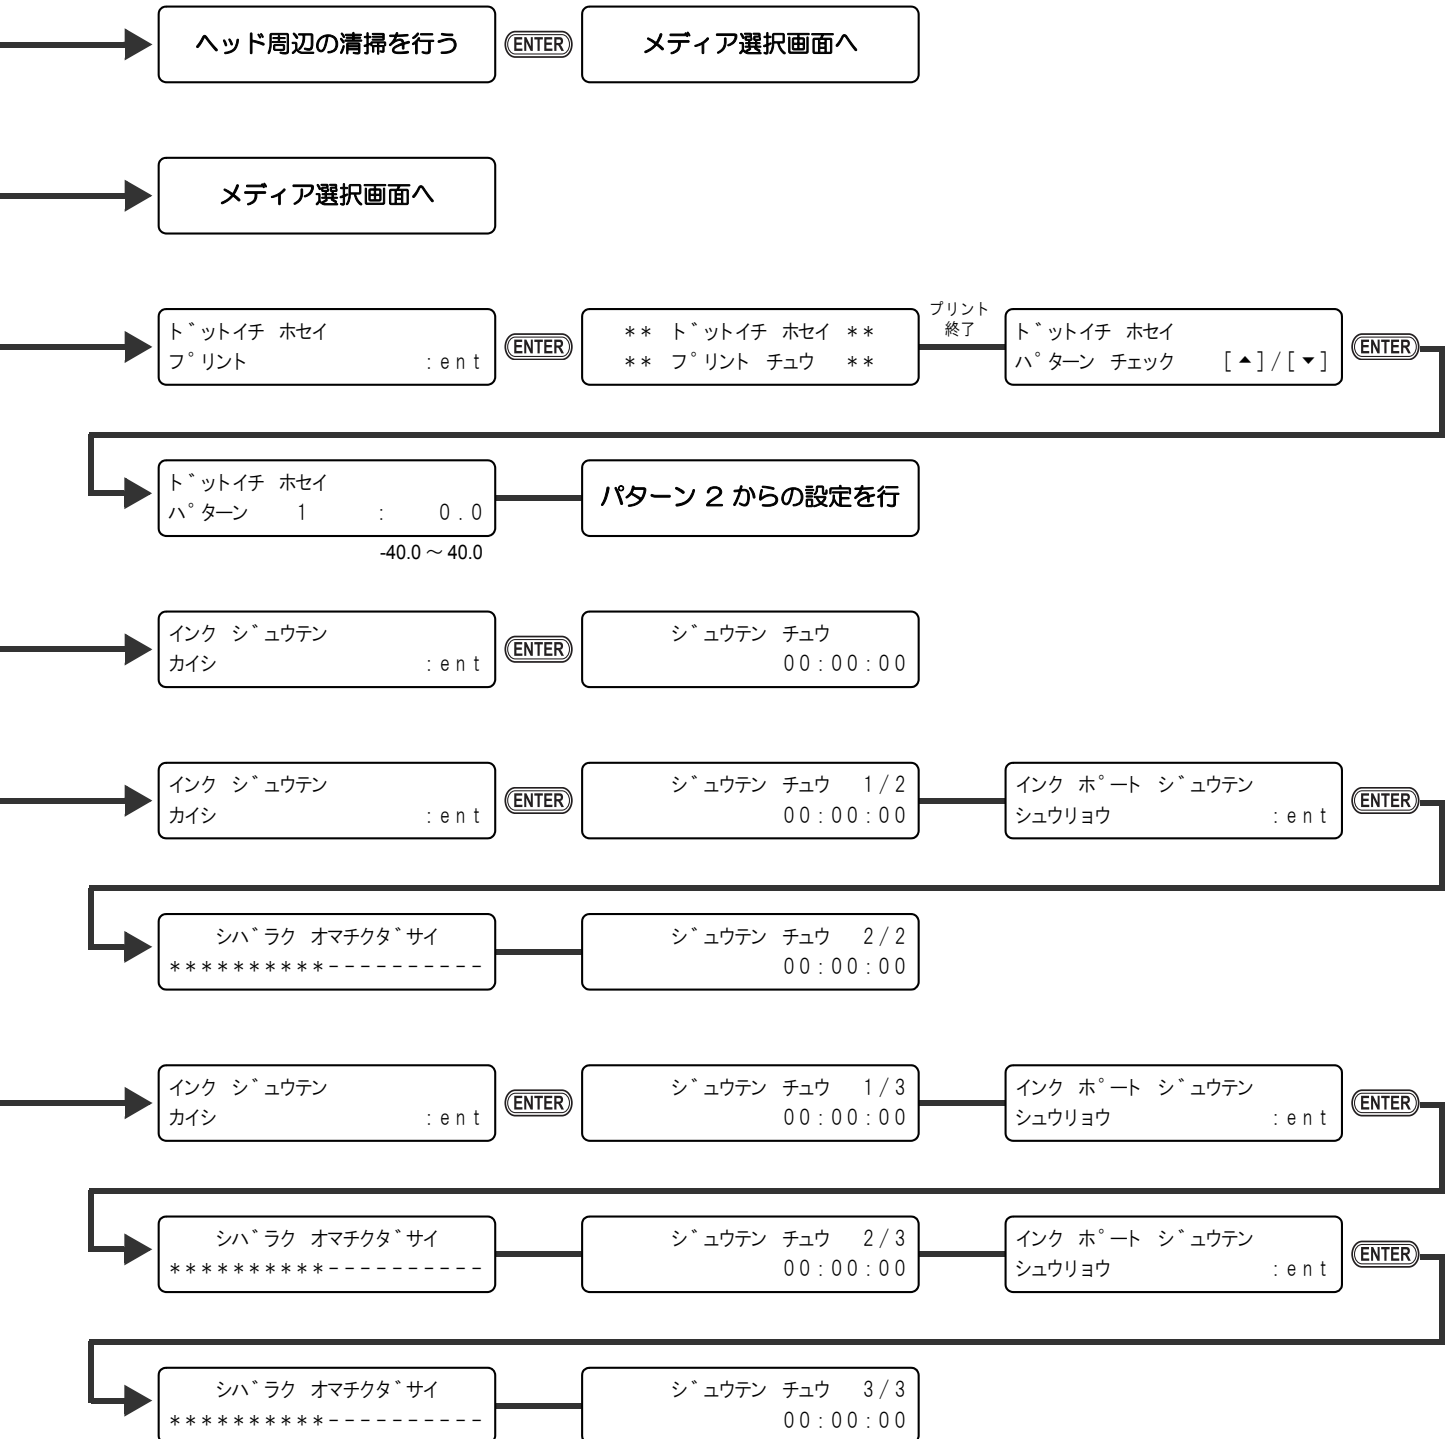 ヘッド周辺の清掃を行う
ENTER
メディア選択画面へ
メディア選択画面へ
ト゛ットイチ ホセイ
フ゜リント :ent
ENTER
** ト゛ットイチ ホセイ **
** フ゜リント チュウ **
プリント
終了
ト゛ットイチ ホセイ
ハ゜ターン チェック [▲]/[▼]
ENTER
ト゛ットイチ ホセイ
ハ゜ターン 1 : 0.0
-40.0 ～ 40.0
パターン 2 からの設定を行
インク シ゛ュウテン
カイシ :ent
ENTER
シ゛ュウテン チュウ
00:00:00
インク シ゛ュウテン
カイシ :ent
ENTER
シ゛ュウテン チュウ 1/2
00:00:00
インク ホ゜ート シ゛ュウテン
シュウリョウ :ent
ENTER
シハ゛ラク オマチクタ゛サイ
**********----------
シ゛ュウテン チュウ 2/2
00:00:00
インク シ゛ュウテン
カイシ :ent
ENTER
シ゛ュウテン チュウ 1/3
00:00:00
インク ホ゜ート シ゛ュウテン
シュウリョウ :ent
ENTER
シハ゛ラク オマチクタ゛サイ
**********----------
シ゛ュウテン チュウ 2/3
00:00:00
インク ホ゜ート シ゛ュウテン
シュウリョウ :ent
ENTER
シハ゛ラク オマチクタ゛サイ
**********----------
シ゛ュウテン チュウ 3/3
00:00:00